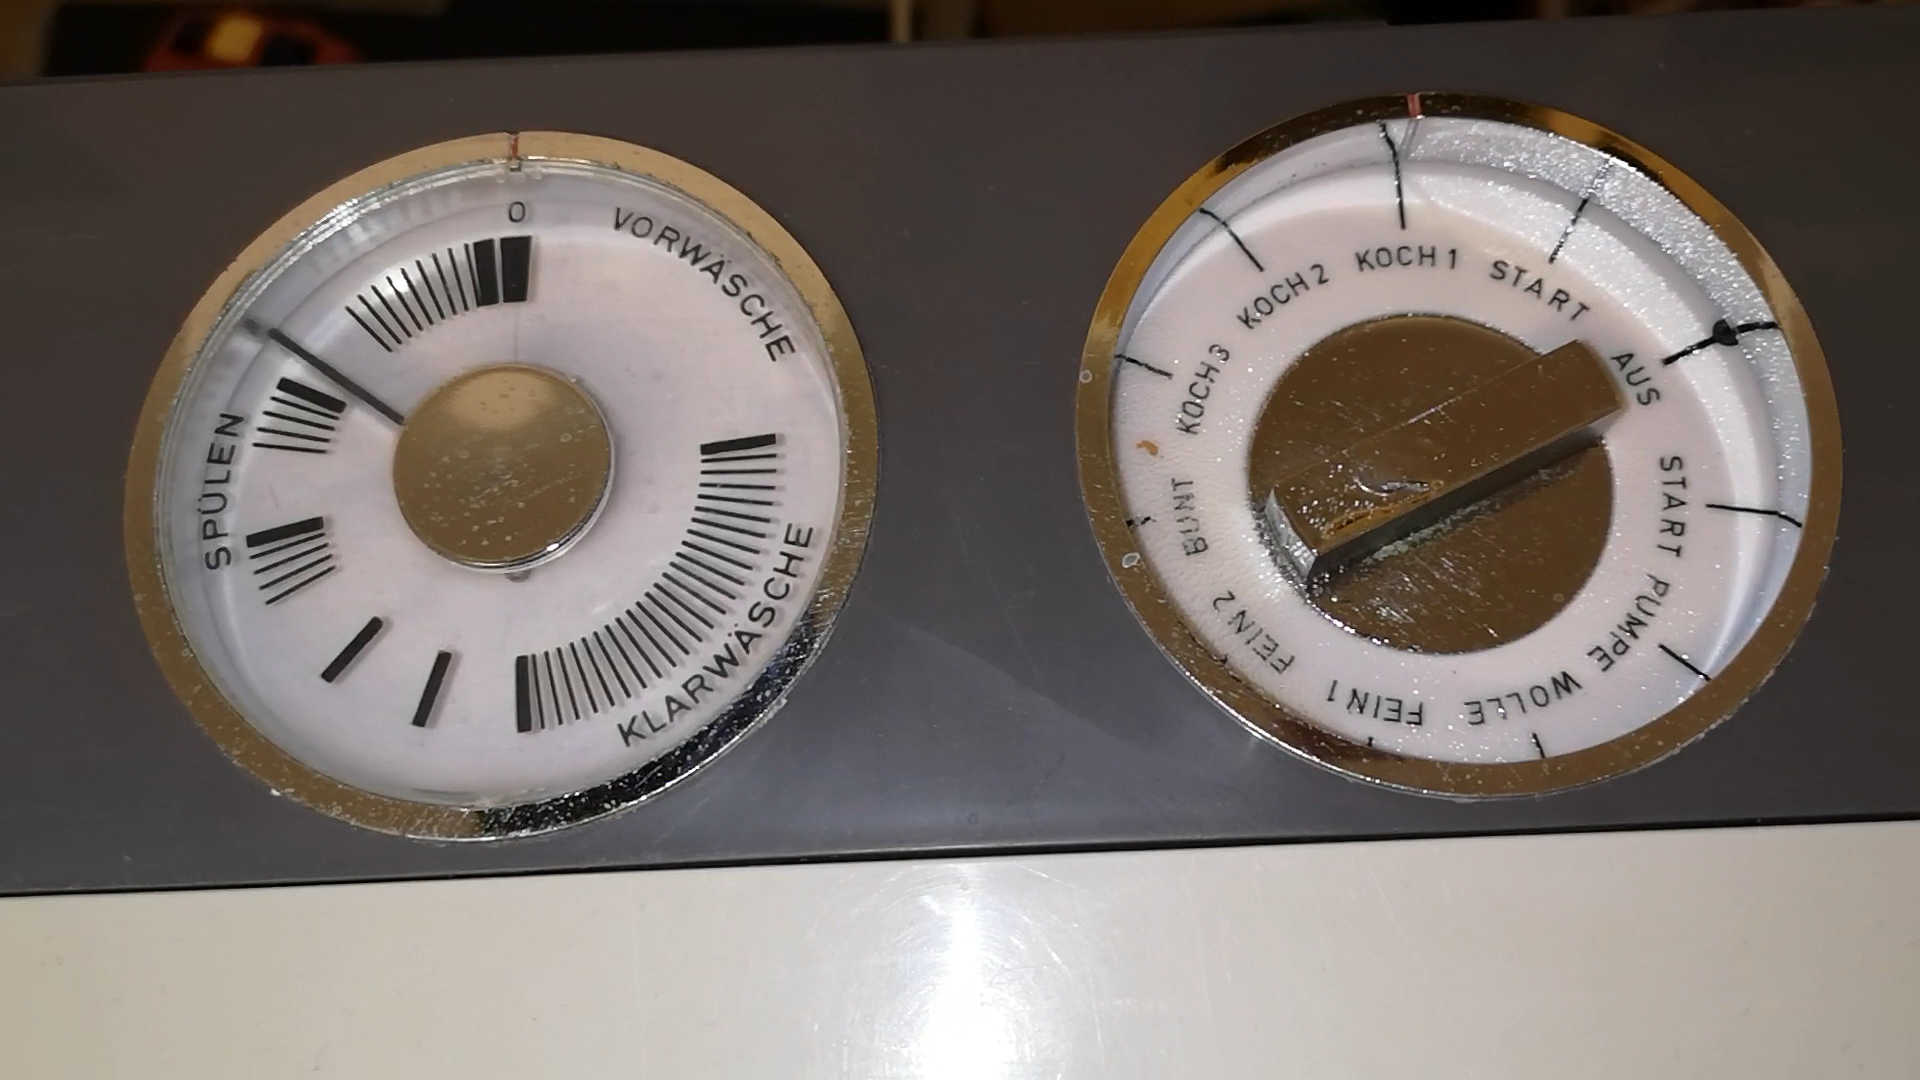 0
VORWÄSCHE
KLARWÄSCHE
SPÜLEN
KOCH 1
START
AUS
START
PUMPE
WOLLE
FEIN 1
FEIN 2
BUNT
KOCH 3
KOCH 2